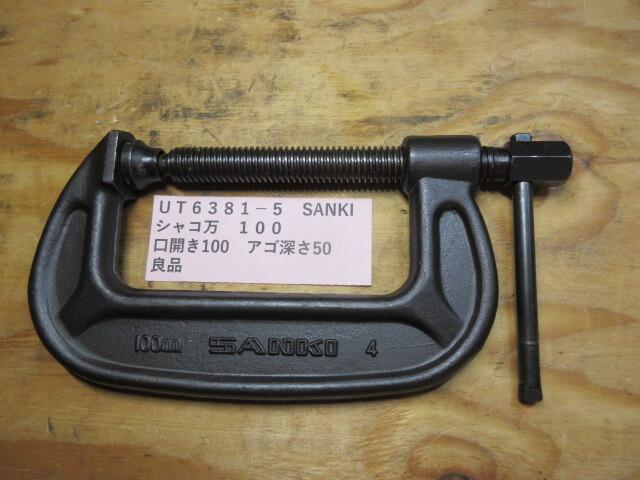 ＵＴ６３８１－５　SANKI
シャコ万　１００
口開き100　アゴ深さ50
良品
100mm SANKI 4